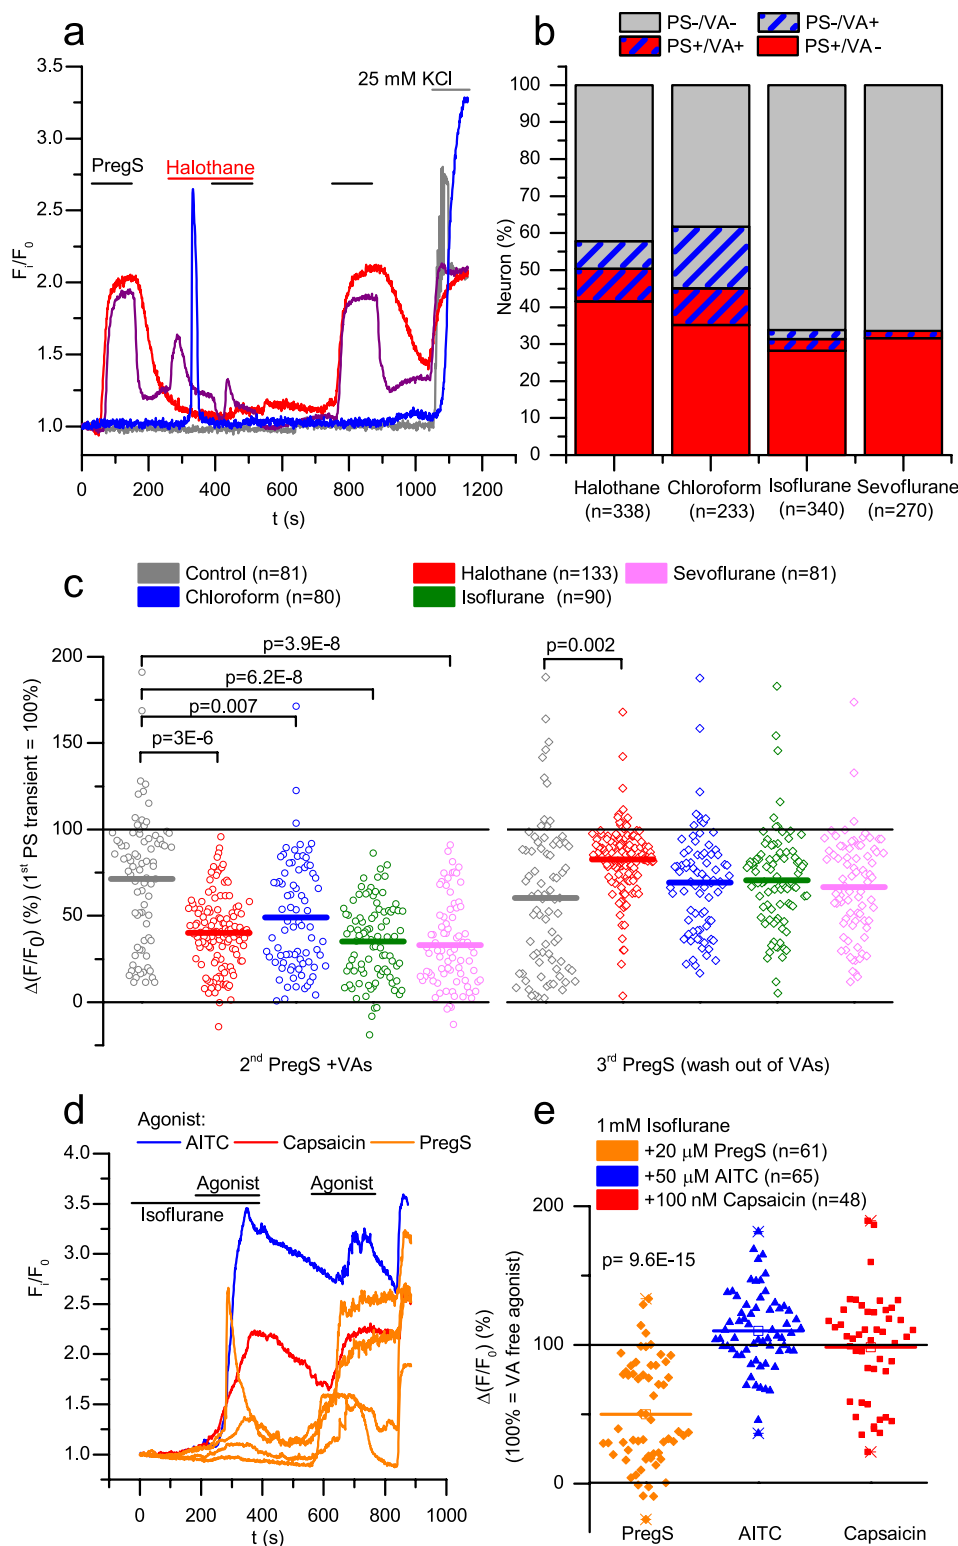 a
3.5
3.0
2.5
2.0
1.5
1.0
Fi/F0
25 mM KCl
PregS
Halothane
0
200
400
600
800
1000
1200
t (s)
b
PS-/VA-
PS-/VA+
PS+/VA+
PS+/VA-
100
90
80
70
60
50
40
30
20
10
0
Neuron (%)
Halothane
(n=338)
Chloroform
(n=233)
Isoflurane
(n=340)
Sevoflurane
(n=270)
c
Control (n=81)
Halothane (n=133)
Sevoflurane (n=81)
Chloroform (n=80)
Isoflurane (n=90)
200
150
100
50
0
Δ(F/F0) (%) (1st PS transient = 100%)
p=3.9E-8
p=6.2E-8
p=0.007
p=3E-6
p=0.002
2nd PregS +VAs
3rd PregS (wash out of VAs)
d
Agonist:
AITC
Capsaicin
PregS
4.0
3.5
3.0
2.5
2.0
1.5
1.0
Fi/F0
Agonist
Agonist
Isoflurane
0
200
400
600
800
1000
t (s)
e
1mM Isoflurane
+20 μM PregS (n=61)
+50 μM AITC (n=65)
+100 nM Capsaicin (n=48)
200
100
0
Δ(F/F0) (%)
(100% = VA free agonist)
p= 9.6E-15
PregS
AITC
Capsaicin